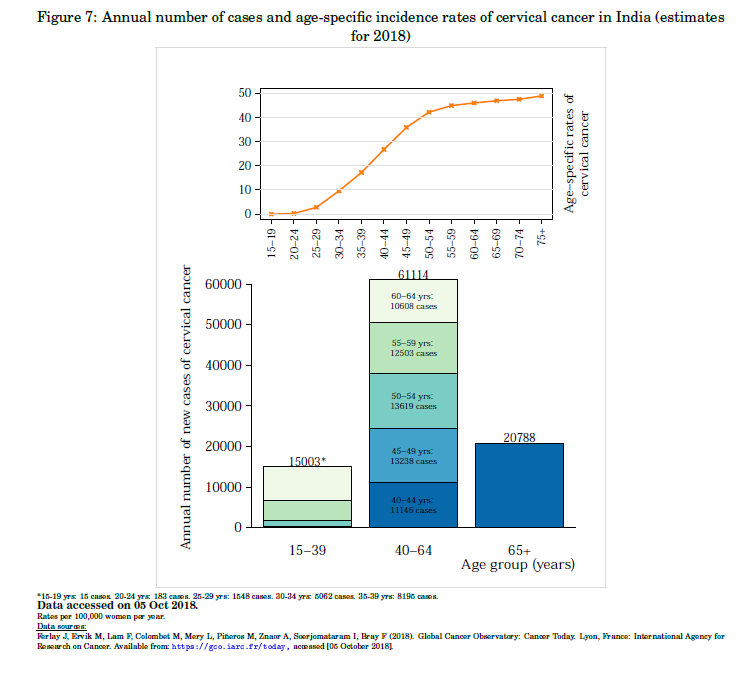 Figure 7: Annual number of cases and age-specific incidence rates of cervical cancer in India (estimates
for 2018)
50
40
30
20
10
0
Age–specific rates of
cervical cancer
15–19
20–24
25–29
30–34
35–39
40–44
45–49
50–54
55–59
60–64
65–69
70–74
75+
Annual number of new cases of cervical cancer
60000
50000
40000
30000
20000
10000
0
15003*
61114
60–64 yrs:
10608 cases
55–59 yrs:
12503 cases
50–54 yrs:
13619 cases
45–49 yrs:
13238 cases
40–44 yrs:
11146 cases
20788
15–39
40–64
65+
Age group (years)
*15-19 yrs: 15 cases. 20-24 yrs: 183 cases. 25-29 yrs: 1548 cases. 30-34 yrs: 5062 cases. 35-39 yrs: 8195 cases.
Data accessed on 05 Oct 2018.
Rates per 100,000 women per year.
Data sources:
Ferlay J, Ervik M, Lam F, Colombet M, Mery L, Piñeros M, Znaor A, Soerjomataram I, Bray F (2018). Global Cancer Observatory: Cancer Today. Lyon, France: International Agency for
Research on Cancer. Available from: https://gco.iarc.fr/today, accessed [05 October 2018].